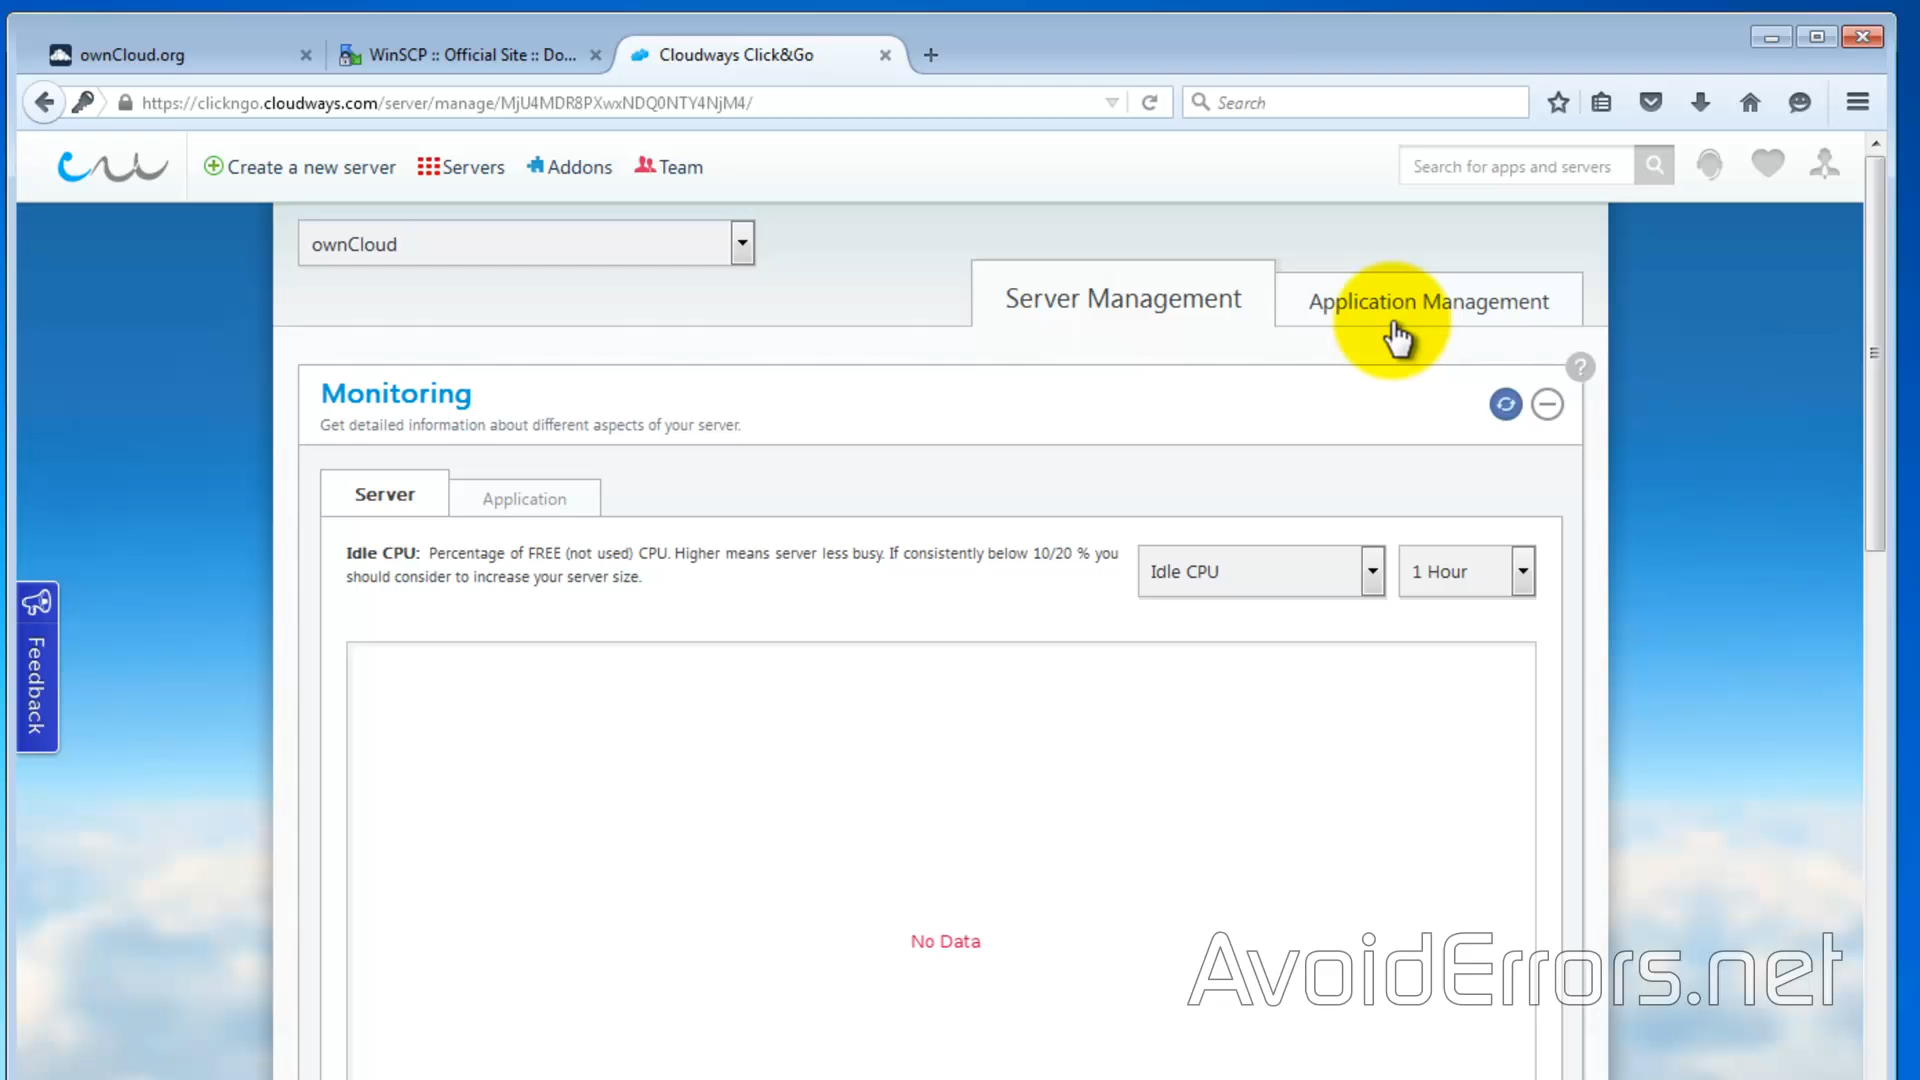 ownCloud.org
WinSCP :: Official Site :: Do...
Cloudways Click&Go
https://clickngo.cloudways.com/server/manage/MjU4MDR8PXwxNDQ0NTY4NjM4/
Search
Create a new server
Servers
Addons
Team
Search for apps and servers
ownCloud
Server Management
Application Management
?
Monitoring
Get detailed information about different aspects of your server.
Server
Application
Idle CPU: Percentage of FREE (not used) CPU. Higher means server less busy. If consistently below 10/20 % you
should consider to increase your server size.
Idle CPU
1 Hour
Feedback
No Data
AvoidErrors.net